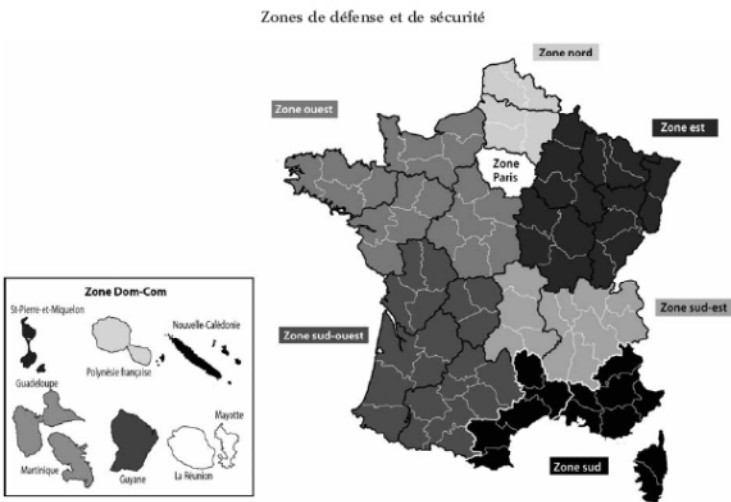 Zones de défense et de sécurité
Zone nord
Zone ouest
Zone est
Zone
Paris
Zone Dom-Com
St-Pierre-et-Miquelon
Nouvelle-Calédonie
Zone sud-est
Zone sud-ouest
Polynésie française
Guadeloupe
Mayotte
Martinique
Guyane
La Réunion
Zone sud